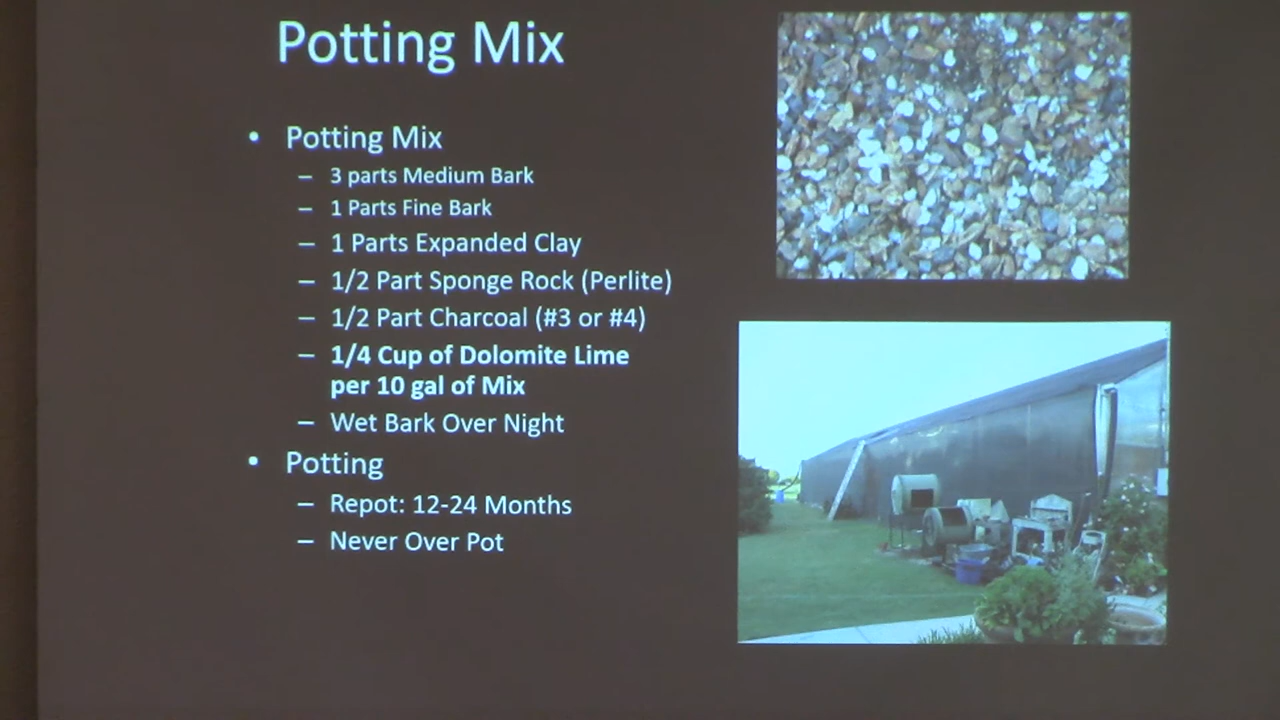 Potting Mix
• Potting Mix
– 3 parts Medium Bark
– 1 Parts Fine Bark
– 1 Parts Expanded Clay
– 1/2 Part Sponge Rock (Perlite)
– 1/2 Part Charcoal (#3 or #4)
– 1/4 Cup of Dolomite Lime
per 10 gal of Mix
– Wet Bark Over Night
• Potting
– Repot: 12-24 Months
– Never Over Pot